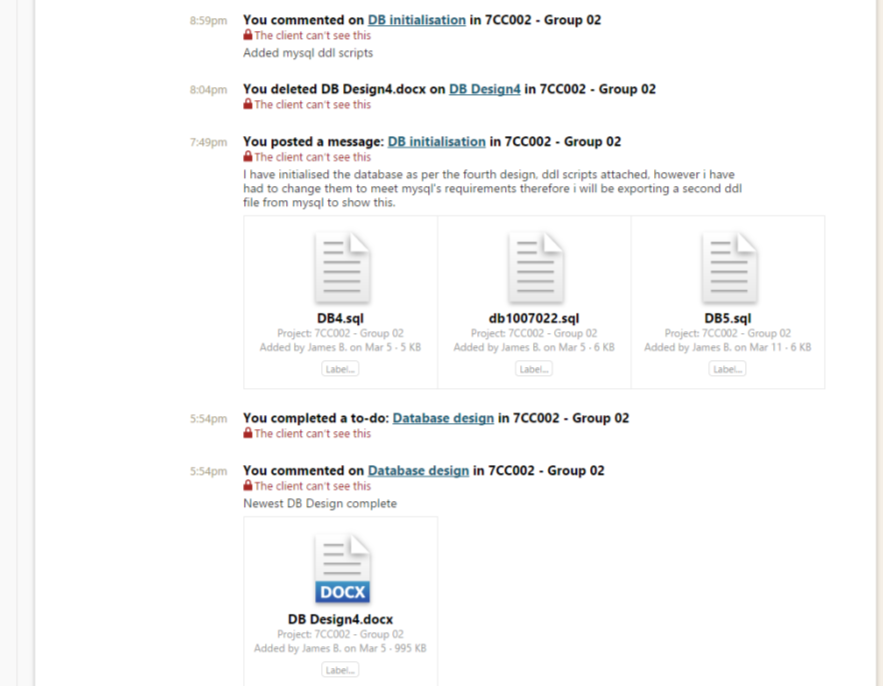 8:59pm You commented on DB initialisation in 7CC002 - Group 02
The client can't see this
Added mysql ddl scripts
8:04pm You deleted DB Design4.docx on DB Design4 in 7CC002 - Group 02
The client can't see this
7:49pm You posted a message: DB initialisation in 7CC002 - Group 02
The client can't see this
I have initialised the database as per the fourth design, ddl scripts attached, however i have
had to change them to meet mysql's requirements therefore i will be exporting a second ddl
file from mysql to show this.
DB4.sql db1007022.sql DB5.sql
Project: 7CC002 - Group 02 Project: 7CC002 - Group 02 Project: 7CC002 - Group 02
Added by James B. on Mar 5 - 5 KB Added by James B. on Mar 5 - 6 KB Added by James B. on Mar 11 - 6 KB
Label... Label... Label...
5:54pm You completed a to-do: Database design in 7CC002 - Group 02
The client can't see this
5:54pm You commented on Database design in 7CC002 - Group 02
The client can't see this
Newest DB Design complete
DOCX
DB Design4.docx
Project: 7CC002 - Group 02
Added by James B. on Mar 5 - 995 KB
Label...